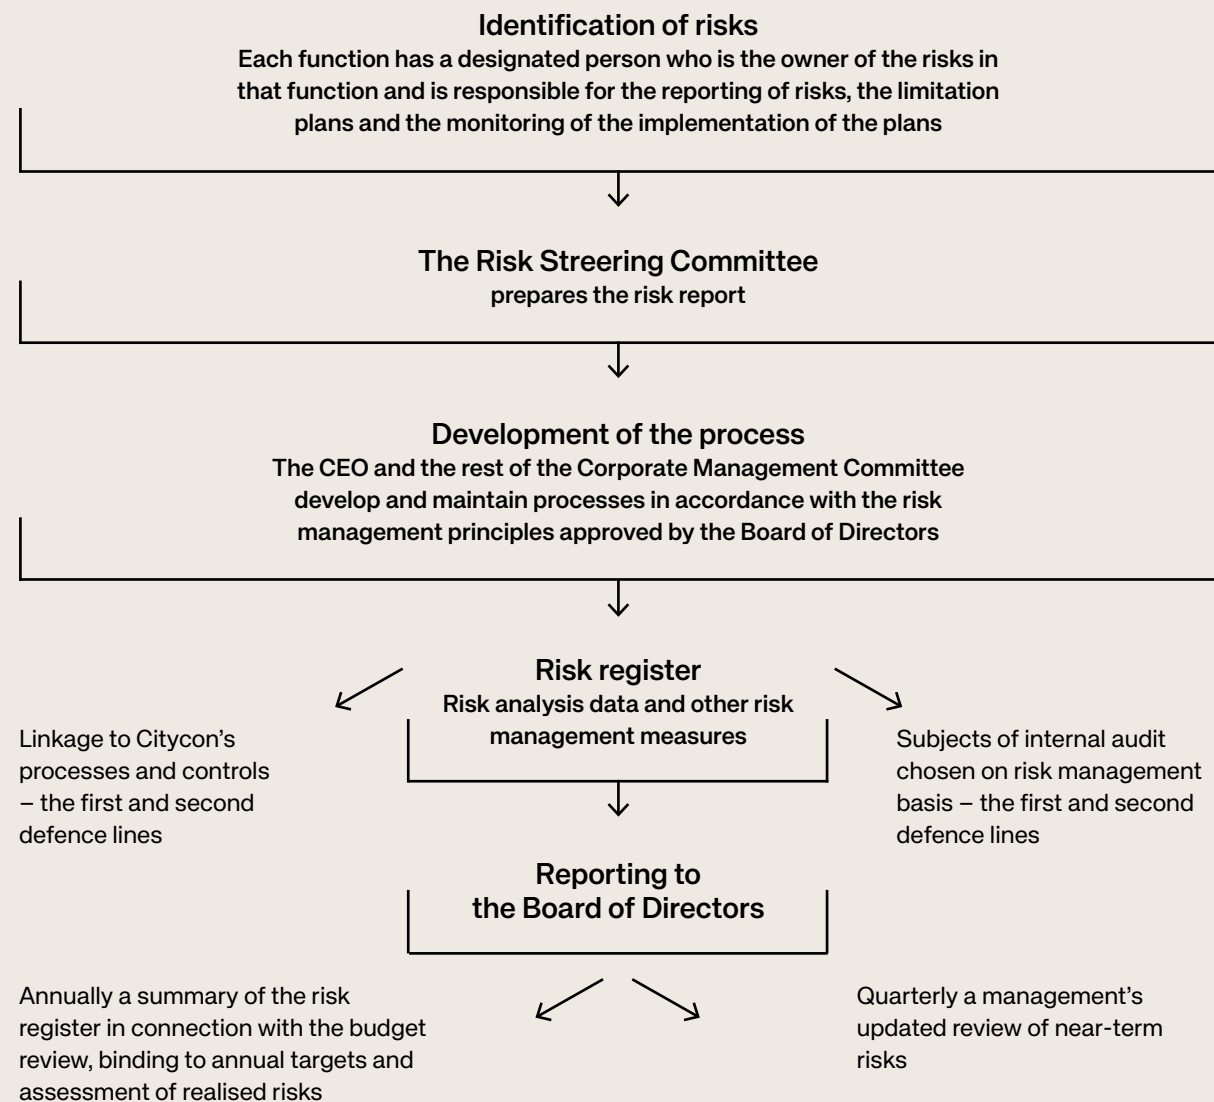 Identification of risks
Each function has a designated person who is the owner of the risks in
that function and is responsible for the reporting of risks, the limitation
plans and the monitoring of the implementation of the plans
The Risk Streering Committee
prepares the risk report
Development of the process
The CEO and the rest of the Corporate Management Committee
develop and maintain processes in accordance with the risk
management principles approved by the Board of Directors
Risk register
Risk analysis data and other risk
management measures
Linkage to Citycon’s
processes and controls
– the first and second
defence lines
Subjects of internal audit
chosen on risk management
basis – the first and second
defence lines
Reporting to
the Board of Directors
Annually a summary of the risk
register in connection with the budget
review, binding to annual targets and
assessment of realised risks
Quarterly a management’s
updated review of near-term
risks